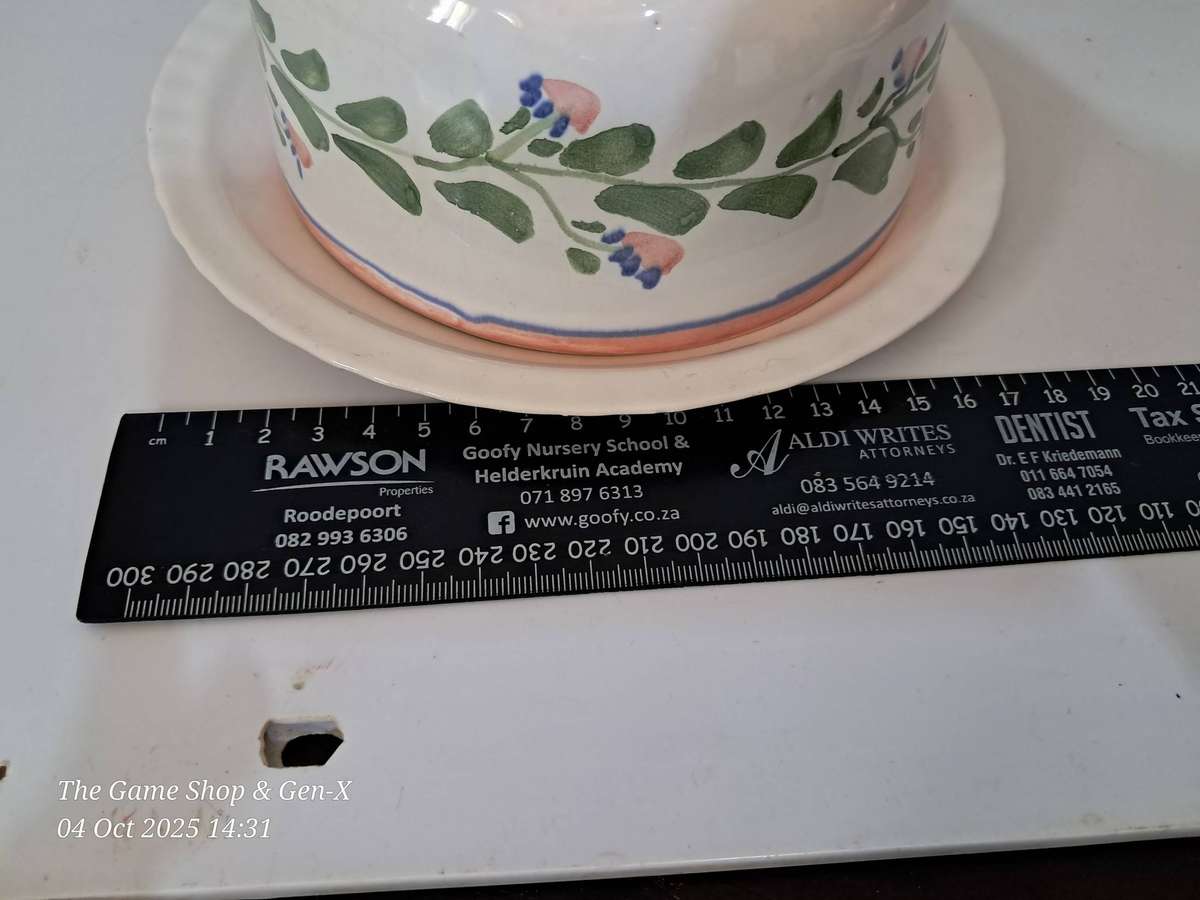 cm 1 2 3 4 5 6 7 8 9 10 11 12 13 14 15 16 17 18 19 20 21
RAWSON
Properties
Roodepoort
082 993 6306
Goofy Nursery School &
Helderkruin Academy
071 897 6313
www.goofy.co.za
ALDI WRITES
ATTORNEYS
083 564 9214
aldi@aldiwritesattorneys.co.za
DENTIST
Dr. E F Kriedemann
011 664 7054
083 441 2165
Tax
300 290 280 270 260 250 240 230 220 210 200 190 180 170 160 150 140 130 120 110
The Game Shop & Gen-X
04 Oct 2025 14:31